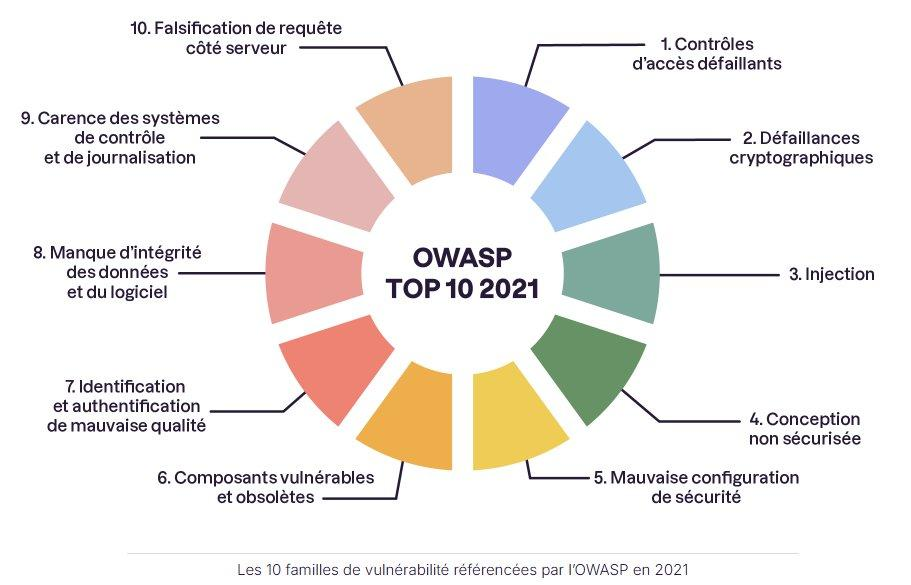 OWASP
TOP 10 2021
1. Contrôles
d'accès défaillants
2. Défaillances
cryptographiques
3. Injection
4. Conception
non sécurisée
5. Mauvaise configuration
de sécurité
6. Composants vulnérables
et obsolètes
7. Identification
et authentification
de mauvaise qualité
8. Manque d'intégrité
des données
et du logiciel
9. Carence des systèmes
de contrôle
et de journalisation
10. Falsification de requête
côté serveur
Les 10 familles de vulnérabilité référencées par l'OWASP en 2021